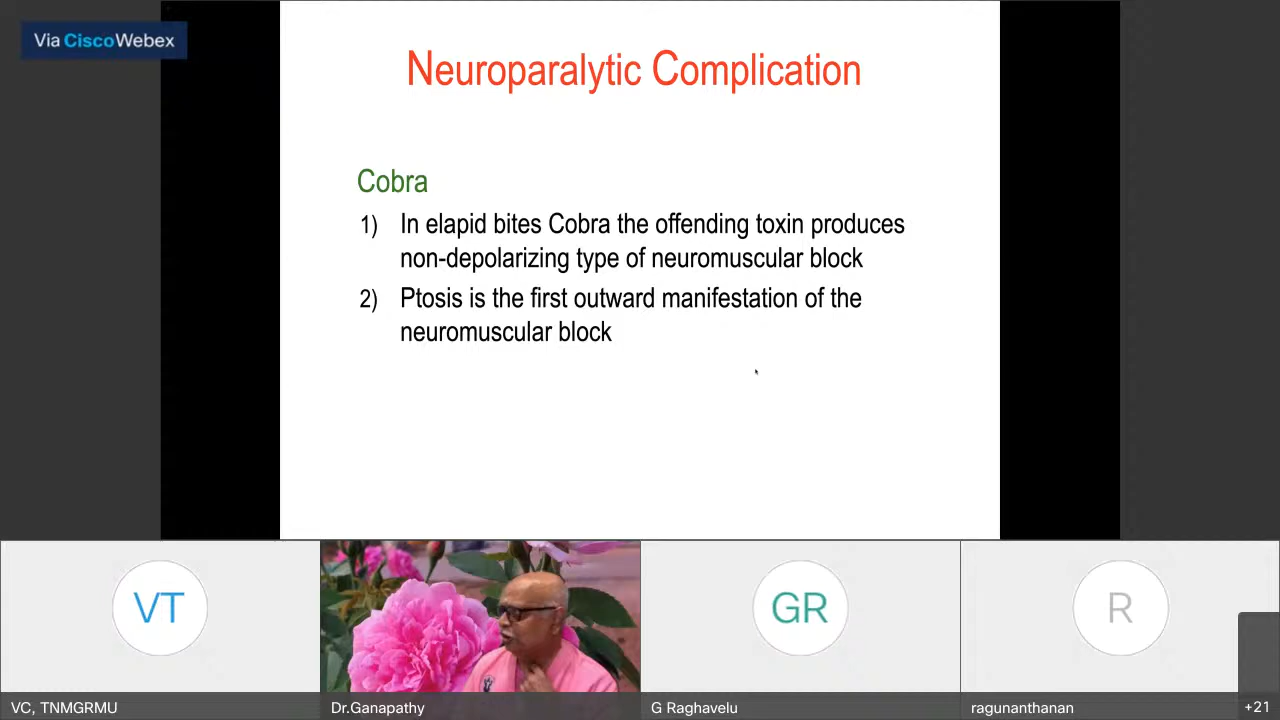 Via CiscoWebex
Neuroparalytic Complication
Cobra
1) In elapid bites Cobra the offending toxin produces
non-depolarizing type of neuromuscular block
2) Ptosis is the first outward manifestation of the
neuromuscular block
VT
GR
R
VC, TNMGRMU
Dr.Ganapathy
G Raghavelu
ragunanthanan
+21